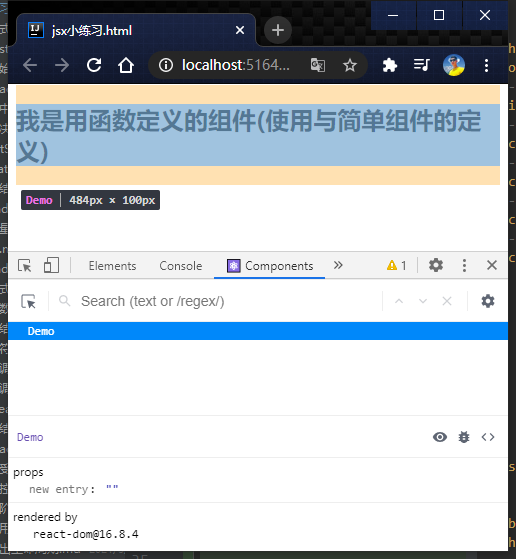 jsx小练习.html
localhost:5164...
我是用函数定义的组件(使用与简单组件的定
义)
Demo | 484px × 100px
Elements Console Components » 1
Search (text or /regex/)
Demo
Demo
props
new entry: ""
rendered by
react-dom@16.8.4